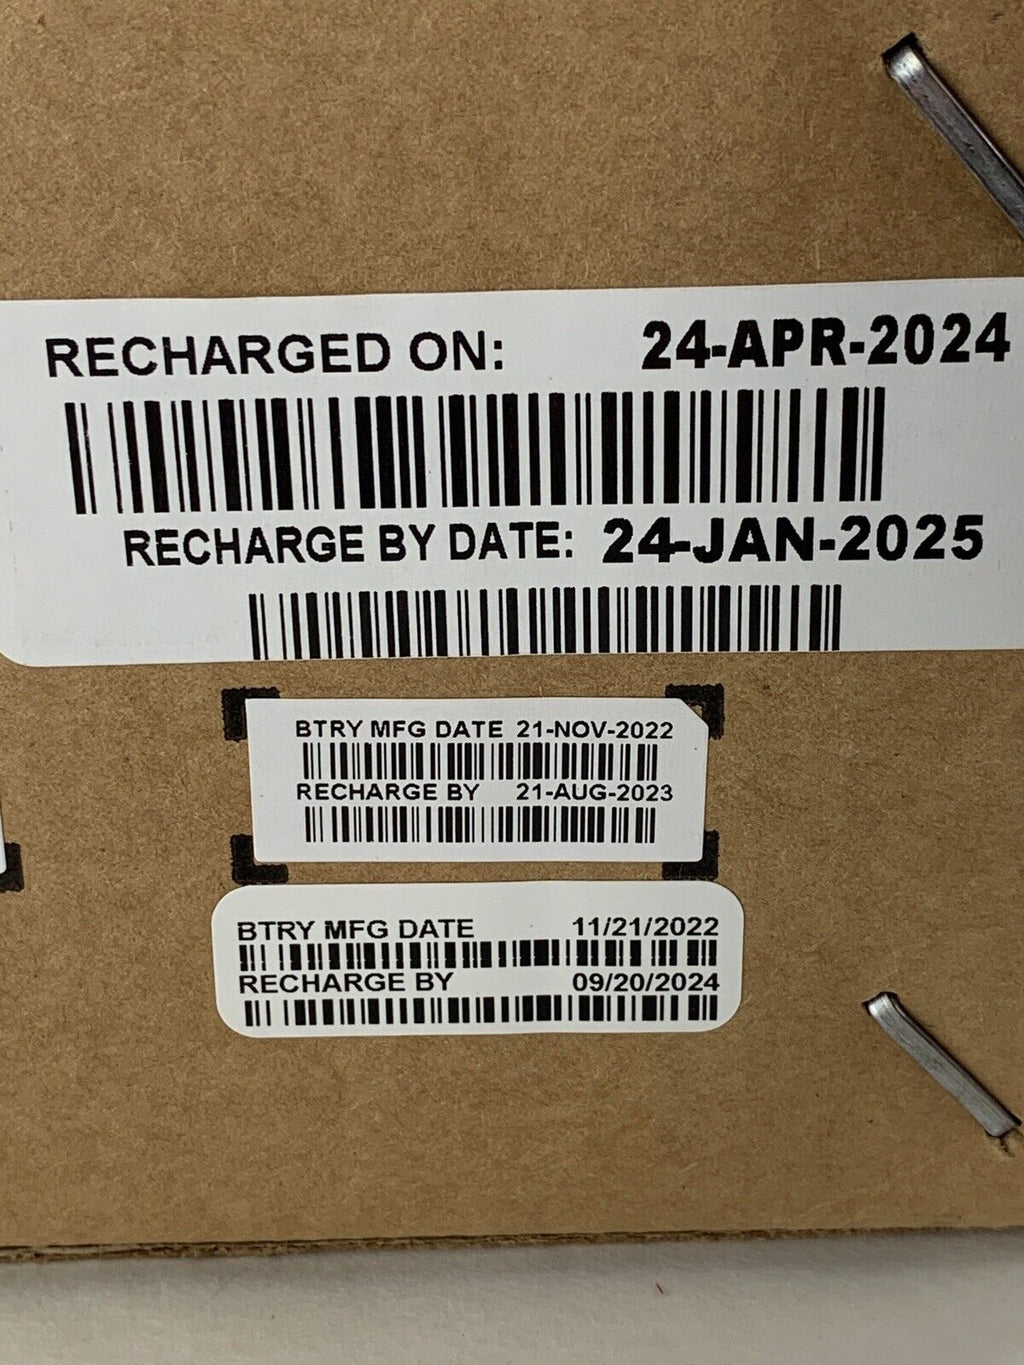 RECHARGED ON: 24-APR-2024
RECHARGE BY DATE: 24-JAN-2025
BTRY MFG DATE 21-NOV-2022
RECHARGE BY 21-AUG-2023
BTRY MFG DATE 11/21/2022
RECHARGE BY 09/20/2024